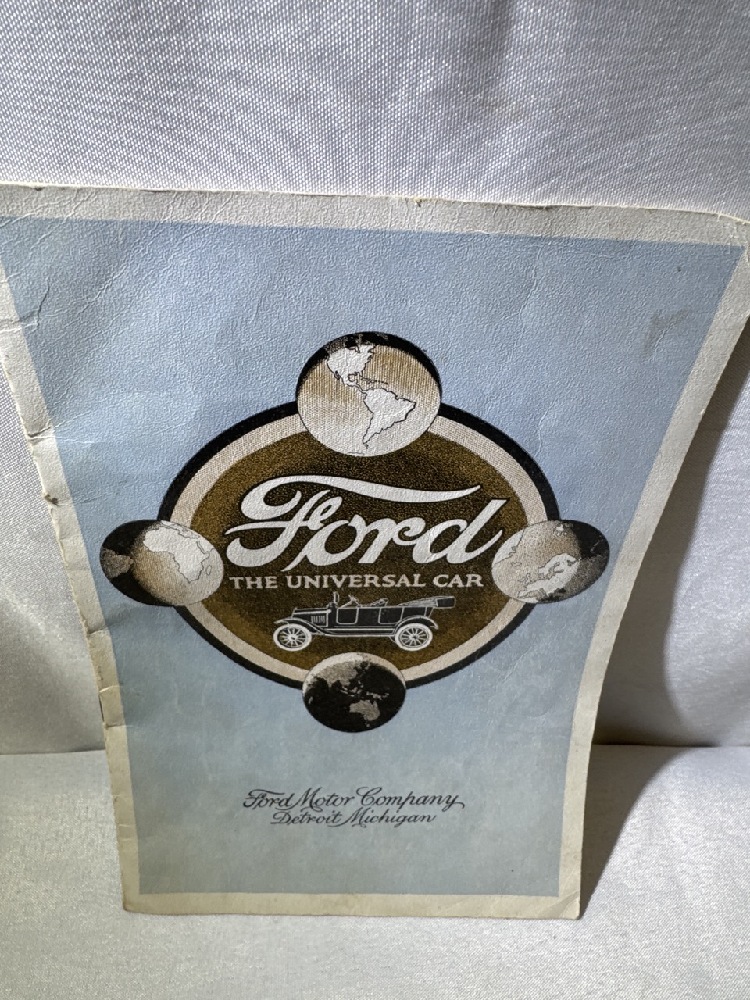 Ford
THE UNIVERSAL CAR
Ford Motor Company
Detroit Michigan